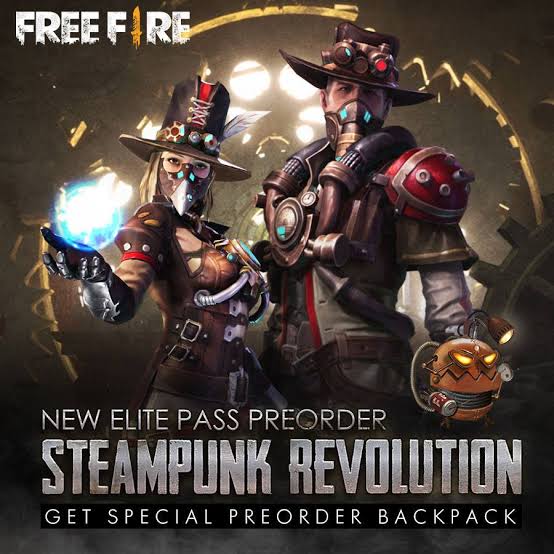 FREE FIRE
NEW ELITE PASS PREORDER
STEAMPUNK REVOLUTION
GET SPECIAL PREORDER BACKPACK